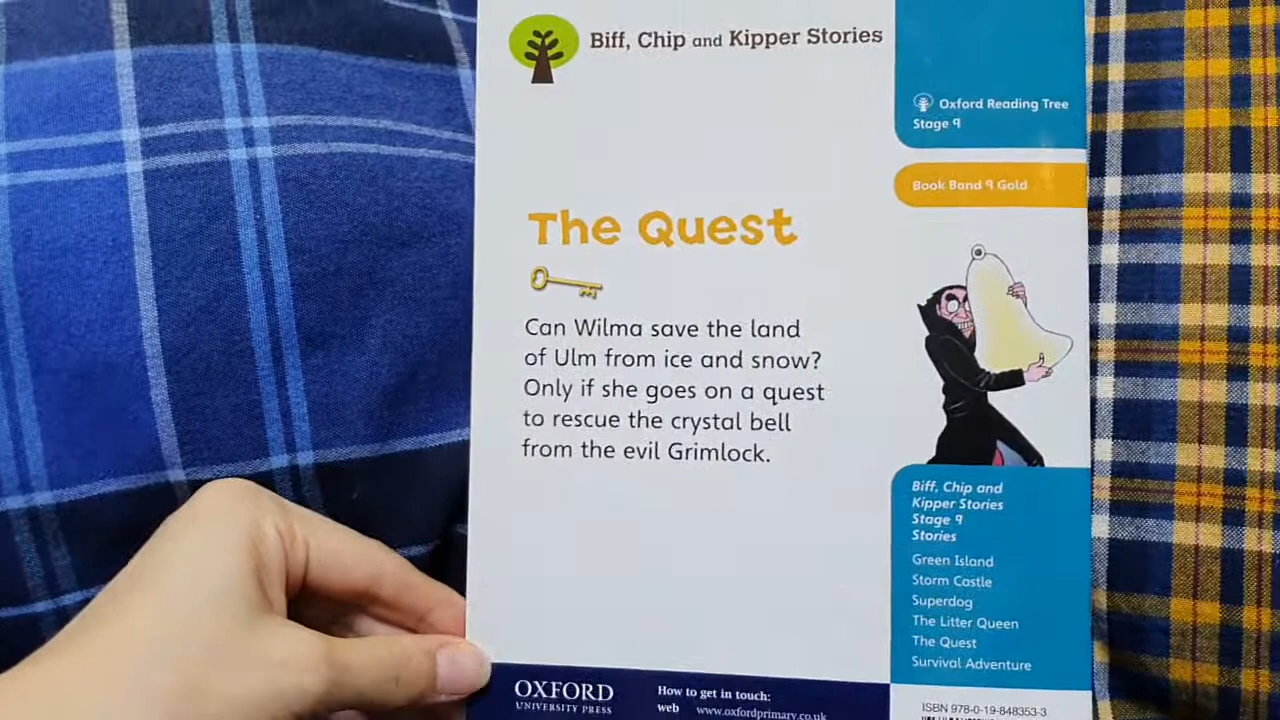 Biff, Chip and Kipper Stories
Oxford Reading Tree
Stage 9
Book Band 9 Gold
The Quest
Can Wilma save the land
of Ulm from ice and snow?
Only if she goes on a quest
to rescue the crystal bell
from the evil Grimlock.
Biff, Chip and
Kipper Stories
Stage 9
Stories
Green Island
Storm Castle
Superdog
The Litter Queen
The Quest
Survival Adventure
OXFORD
UNIVERSITY PRESS
How to get in touch:
web www.oxfordprimary.co.uk
ISBN 978-0-19-848353-3